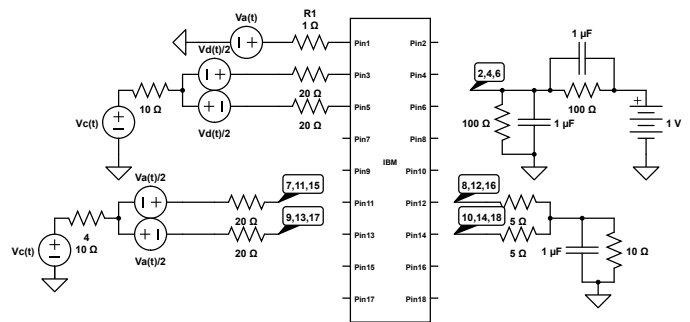 R1
Va(t)
1 Ω
Pin1
Pin2
Vd(t)/2
Pin3
Pin4
20 Ω
10 Ω
Pin5
Pin6
20 Ω
Vd(t)/2
Vc(t)
Pin7
Pin8
IBM
Pin9
Pin10
1 µF
2,4,6
100 Ω
100 Ω
1 µF
+
1 V
Va(t)/2
7,11,15
Pin11
Pin12
20 Ω
9,13,17
4
10 Ω
Pin13
Pin14
20 Ω
Va(t)/2
Vc(t)
Pin15
Pin16
Pin17
Pin18
8,12,16
5 Ω
10,14,18
5 Ω
1 µF
10 Ω